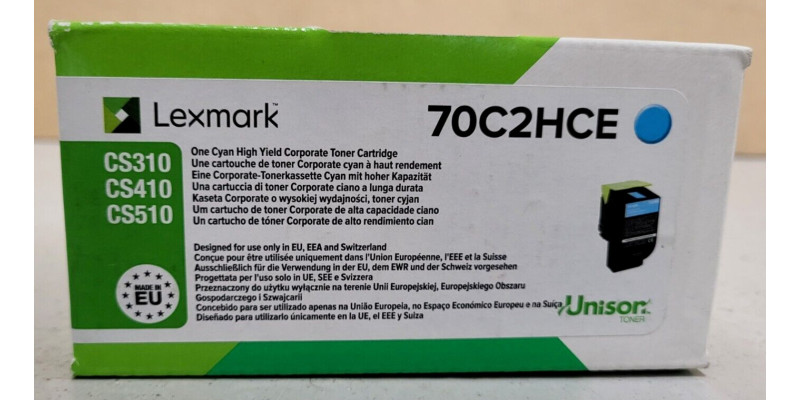 Lexmark™
70C2HCE
CS310
CS410
CS510
One Cyan High Yield Corporate Toner Cartridge
Une cartouche de toner Corporate cyan à haut rendement
Eine Corporate-Tonerkassette Cyan mit hoher Kapazität
Una cartuccia di toner Corporate ciano a lunga durata
Kaseta Corporate o wysokiej wydajności, toner cyjan
Um cartucho de toner Corporate de alta capacidade ciano
Un cartucho de tóner Corporate de alto rendimiento cian
Designed for use only in EU, EEA and Switzerland
Conçue pour être utilisée uniquement dans l'Union Européenne, l'EEE et la Suisse
Ausschließlich für die Verwendung in der EU, dem EWR und der Schweiz vorgesehen
Progettata per l'uso solo in UE, SEE e Svizzera
Przeznaczony do użytku wyłącznie na terenie Unii Europejskiej, Europejskiego Obszaru
Gospodarczego i Szwajcarii
Concebido para ser utilizado apenas na União Europeia, no Espaço Económico Europeu e na Suíça
Diseñado para utilizarlo únicamente en la UE, el EEE y Suiza
MADE IN
EU
Unison
TONER